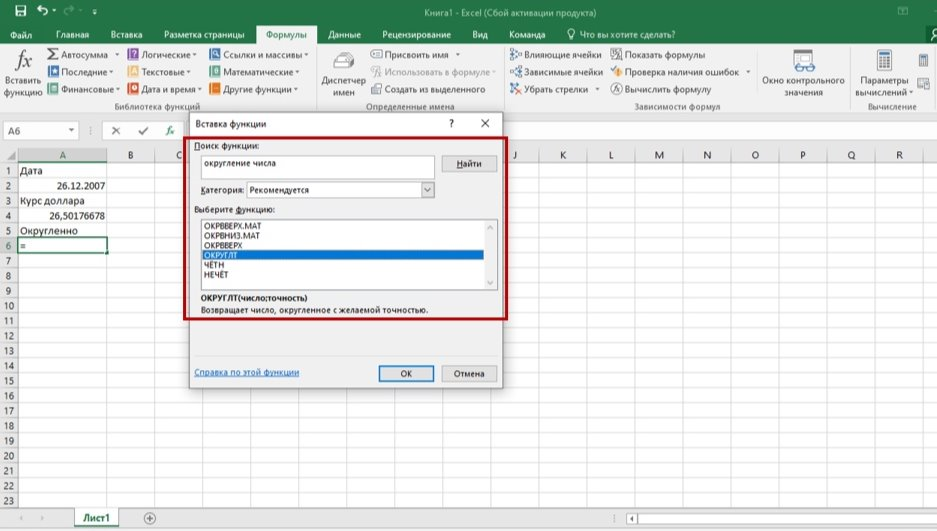 Книга1 - Excel (Сбой активации продукта)
Файл Главная Вставка Разметка страницы Формулы Данные Рецензирование Вид Команда Что вы хотите сделать?
fx Автосумма Логические Ссылки и массивы Присвоить имя Влияющие ячейки Показать формулы
Вставить функцию Последние Текстовые Математические Диспетчер имен Использовать в формуле Зависимые ячейки Проверка наличия ошибок Окно контрольного значения Параметры вычислений
Финансовые Дата и время Другие функции Создать из выделенного Убрать стрелки Вычислить формулу
Библиотека функций Определенные имена Зависимости формул Вычисление
A6 fx
A B C J K L M N O P Q R
1 Дата
2 26.12.2007
3 Курс доллара
4 26,50176678
5 Округленно
6 =
7
8
9
10
11
12
13
14
15
16
17
18
19
20
21
22
23
Вставка функции ?
Поиск функции:
округление числа Найти
Категория: Рекомендуется
Выберите функцию:
ОКРВВЕРХ.МАТ
ОКРВНИЗ.МАТ
ОКРВВЕРХ
ОКРУГЛТ
ЧЁТН
НЕЧЁТ
ОКРУГЛТ(число;точность)
Возвращает число, округленное с желаемой точностью.
Справка по этой функции ОК Отмена
Лист1